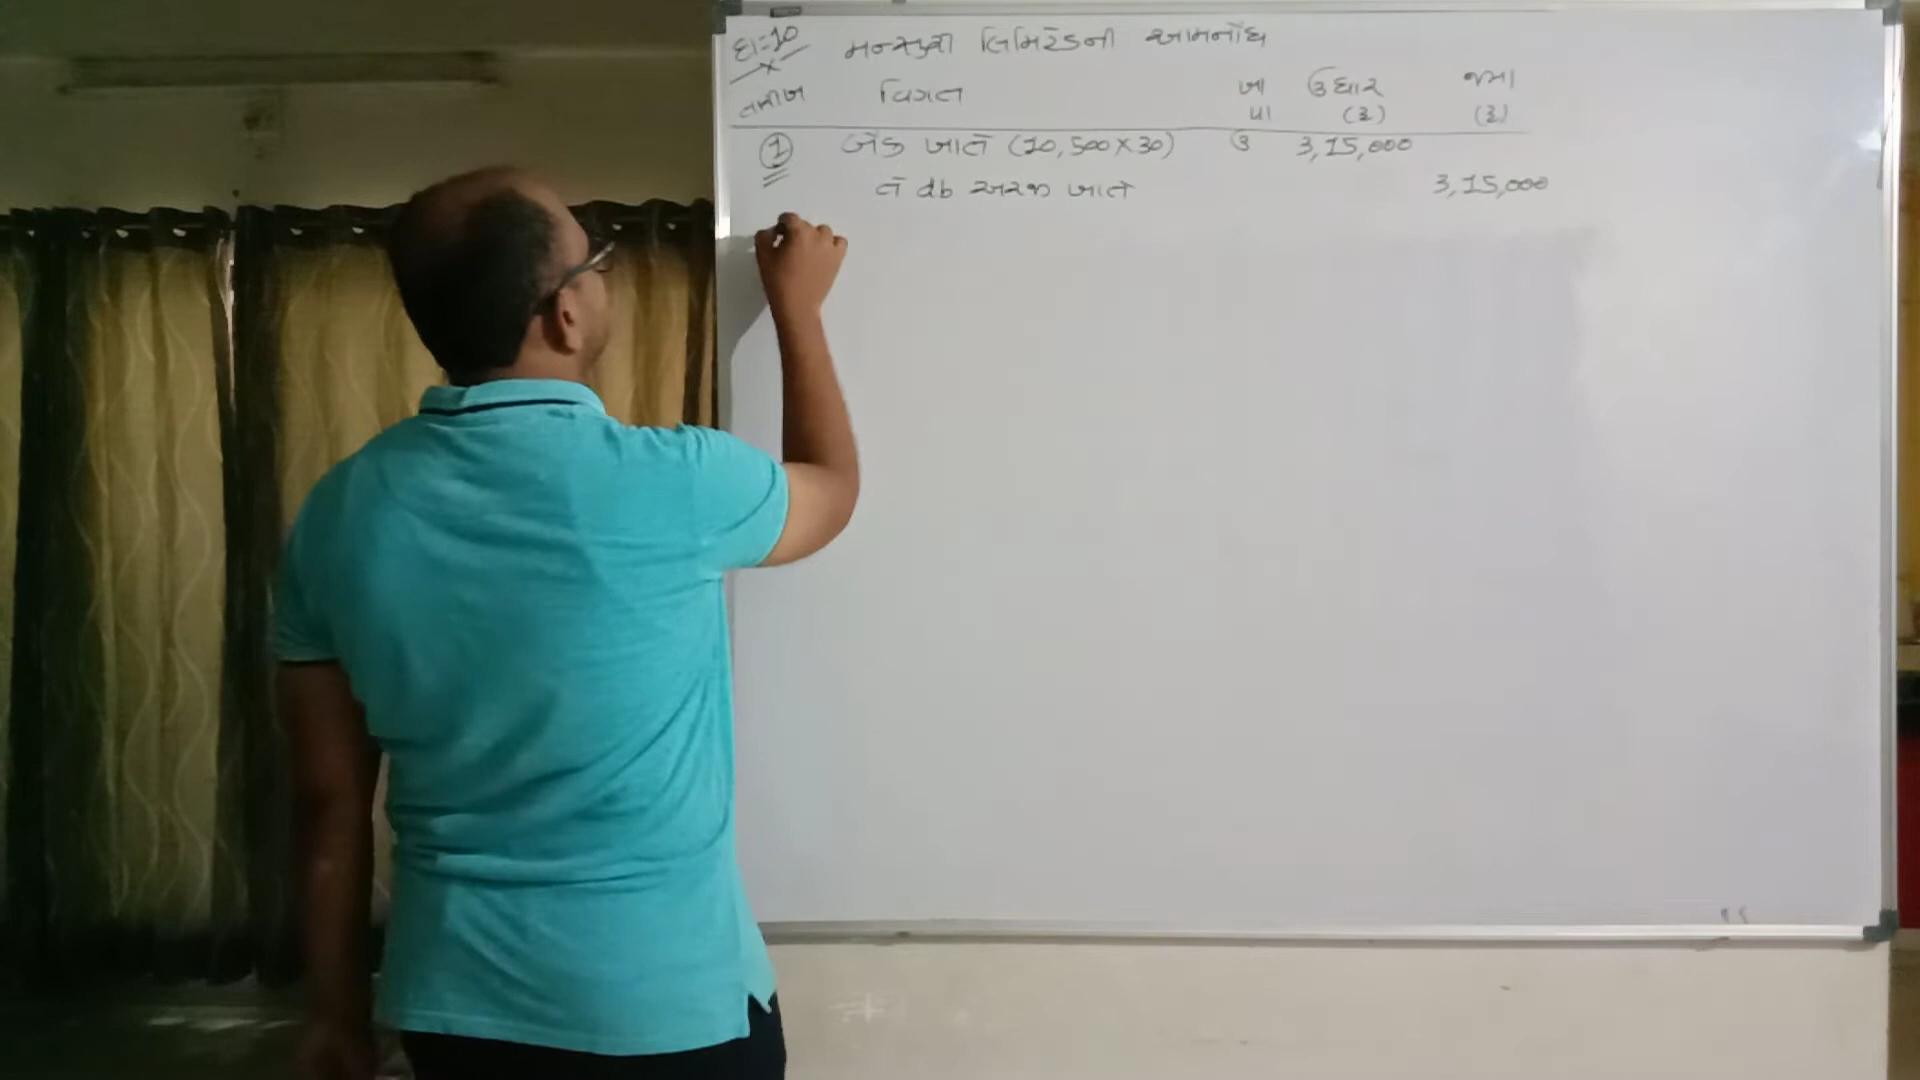 દા=10 મનસ્કવી લિમિટેડની આમનોંધ
તારીખ વિગત ખા ઉધાર જમા
પા (રૂ) (રૂ)
① બેંક ખાતે (10,500×30) ઉ 3,15,000
તે db અરજી ખાતે 3,15,000